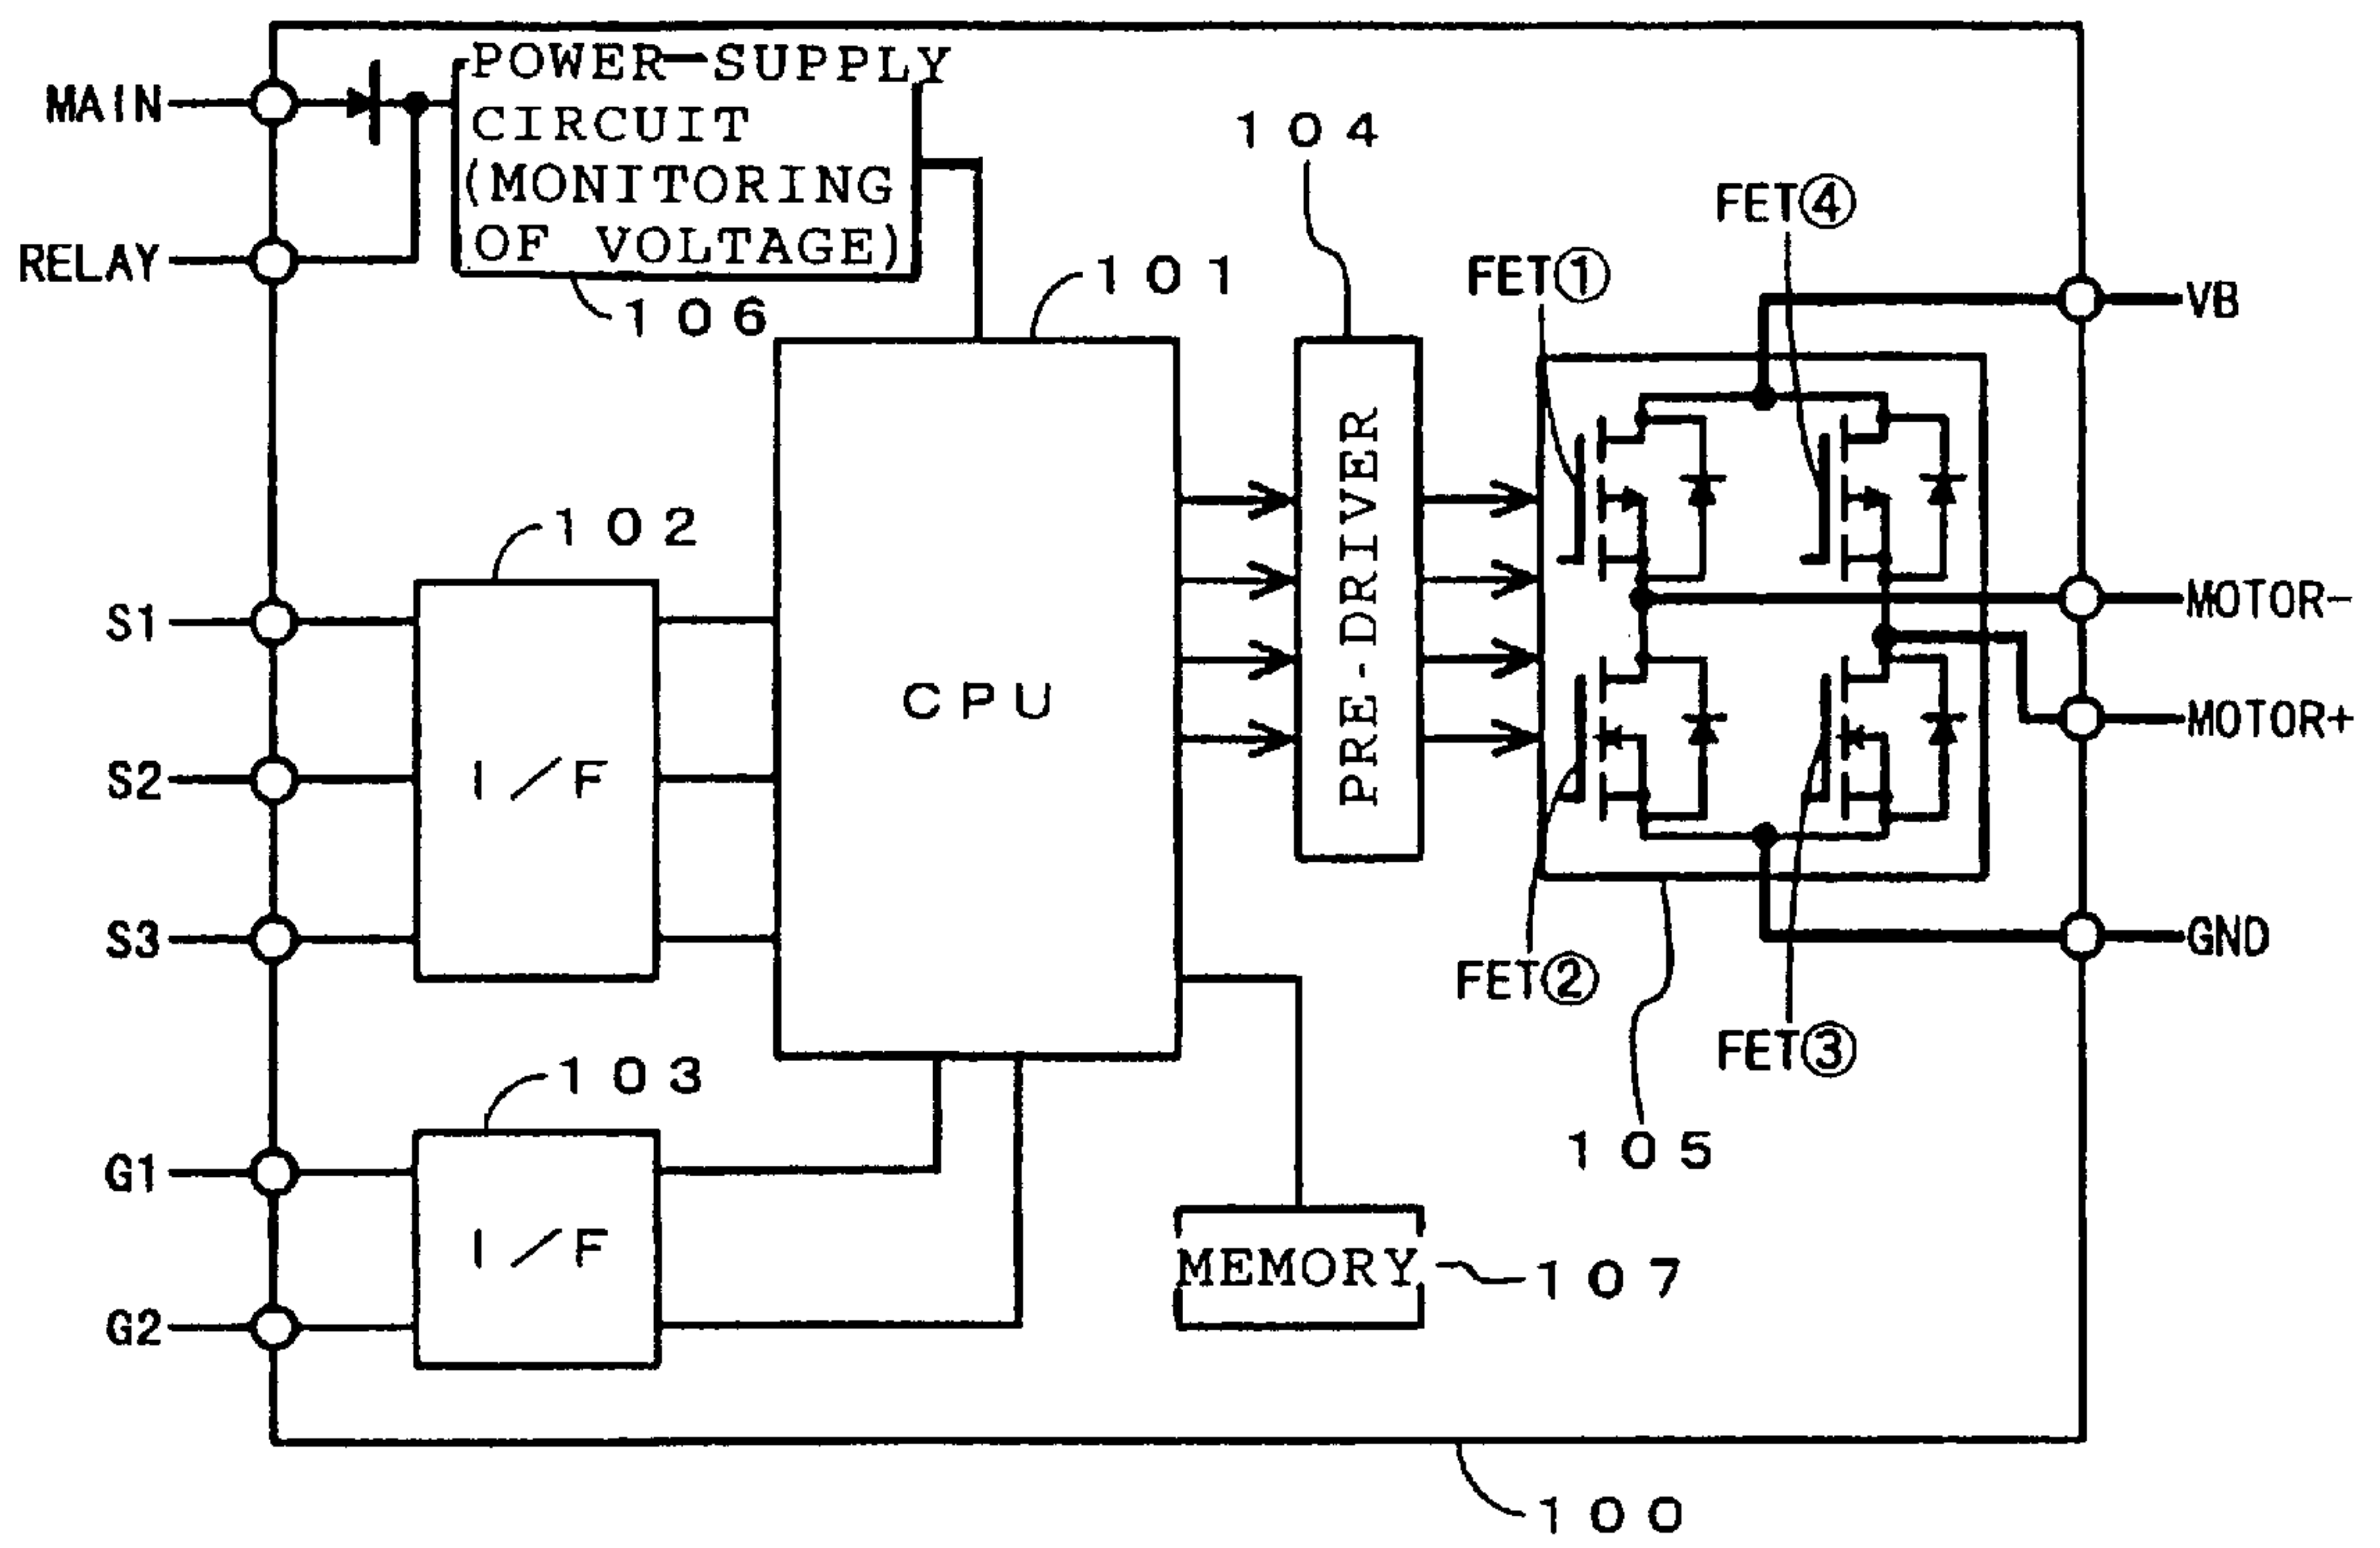 MAIN
POWER-SUPPLY
CIRCUIT
(MONITORING
OF VOLTAGE)
RELAY
106
101
104
FET④
FET①
VB
102
S1
S2
S3
I/F
CPU
PRE-DRIVER
MOTOR-
MOTOR+
GND
FET②
FET③
105
103
G1
G2
I/F
MEMORY
107
100